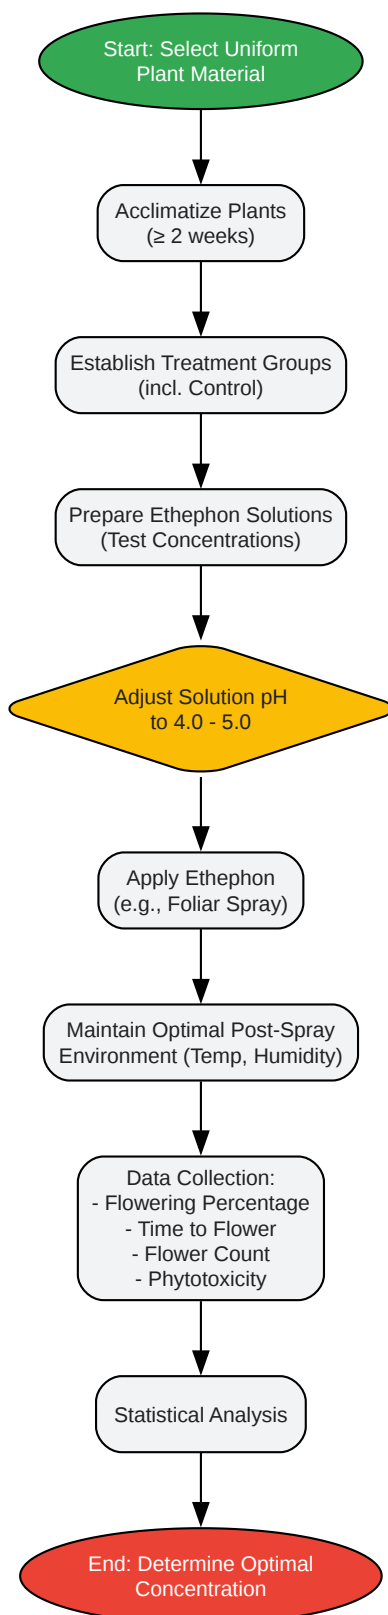 Start: Select Uniform
Plant Material
Acclimatize Plants
(≥ 2 weeks)
Establish Treatment Groups
(incl. Control)
Prepare Ethephon Solutions
(Test Concentrations)
Adjust Solution pH
to 4.0 - 5.0
Apply Ethephon
(e.g., Foliar Spray)
Maintain Optimal Post-Spray
Environment (Temp, Humidity)
Data Collection:
- Flowering Percentage
- Time to Flower
- Flower Count
- Phytotoxicity
Statistical Analysis
End: Determine Optimal
Concentration